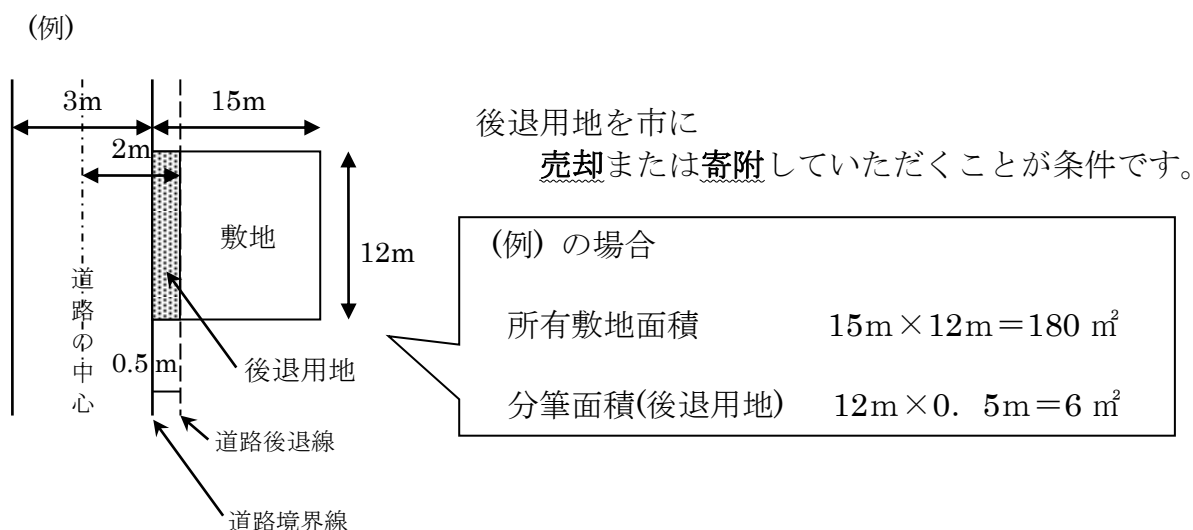 (例)
3m
15m
2m
敷地
12m
道路の中心
0.5 m
後退用地
道路後退線
道路境界線
後退用地を市に
売却または寄附していただくことが条件です。
(例) の場合
所有敷地面積 15m×12m=180 ㎡
分筆面積(後退用地) 12m×0. 5m=6 ㎡